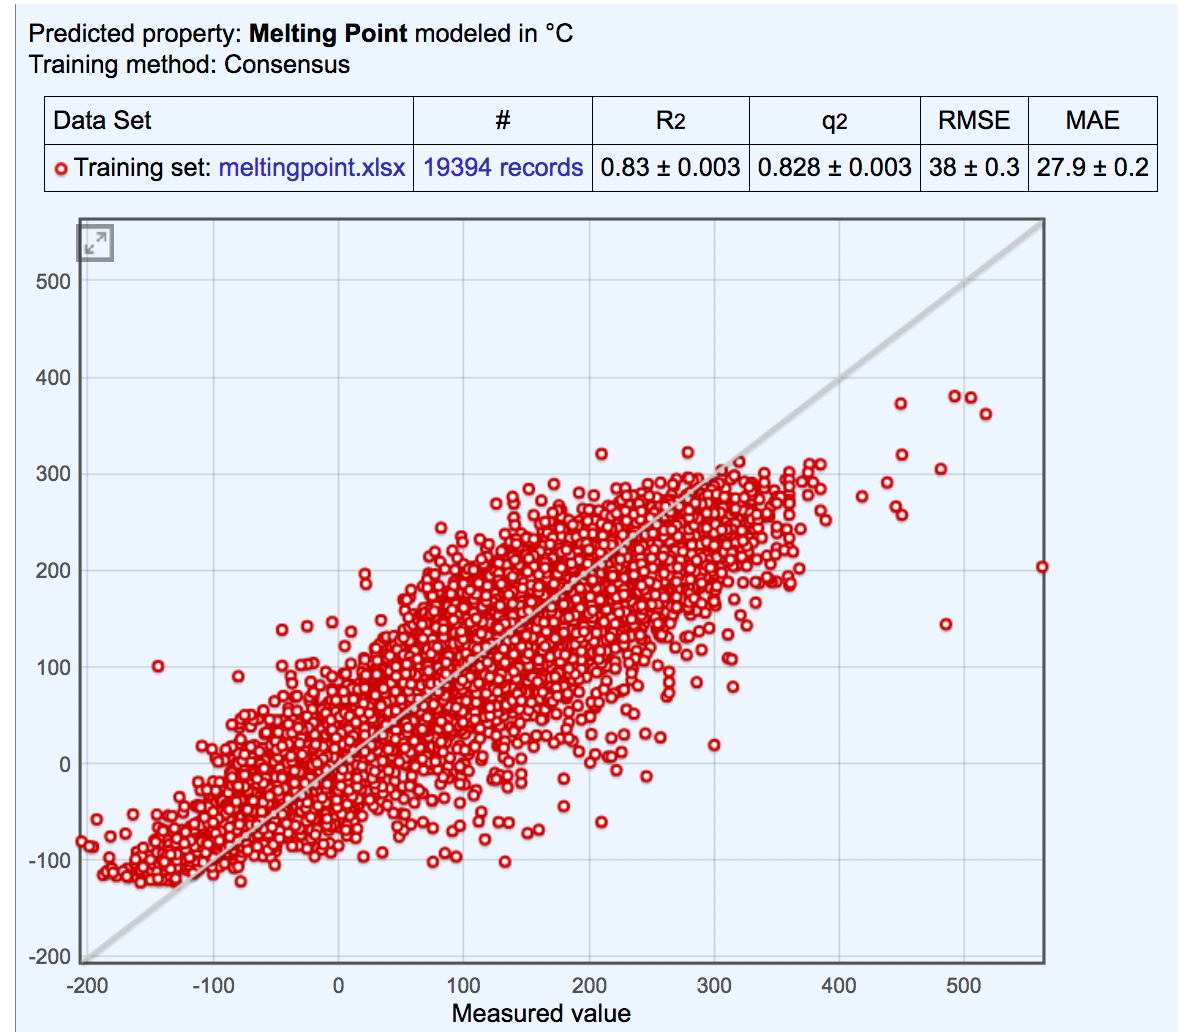 Predicted property: Melting Point modeled in °C
Training method: Consensus
Data Set # R2 q2 RMSE MAE
Training set: meltingpoint.xlsx 19394 records 0.83 ± 0.003 0.828 ± 0.003 38 ± 0.3 27.9 ± 0.2
500
400
300
200
100
0
-100
-200
-200 -100 0 100 200 300 400 500
Measured value